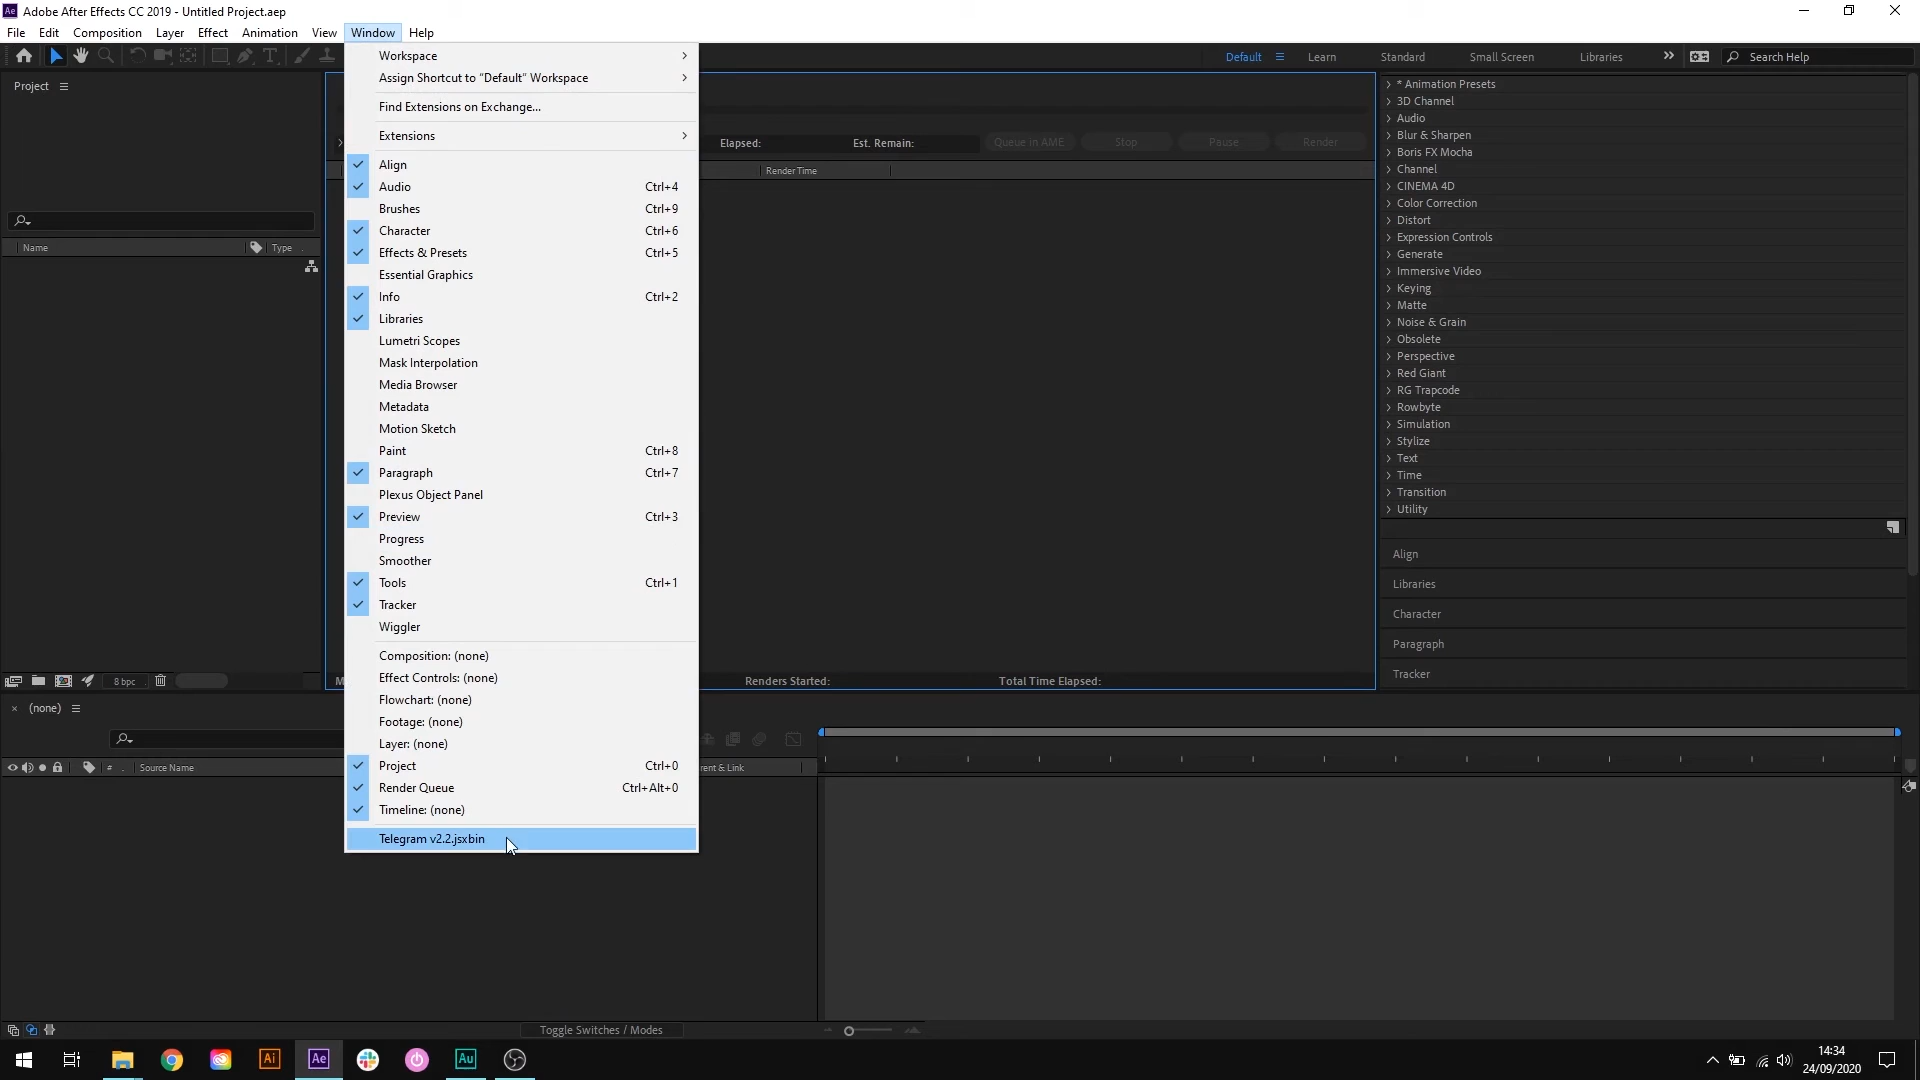 Adobe After Effects CC 2019 - Untitled Project.aep
File Edit Composition Layer Effect Animation View Window Help
Default Learn Standard Small Screen Libraries Search Help
Project
Name Type
8 bpc
Workspace
Assign Shortcut to "Default" Workspace
Find Extensions on Exchange...
Extensions
Align
Audio Ctrl+4
Brushes Ctrl+9
Character Ctrl+6
Effects & Presets Ctrl+5
Essential Graphics
Info Ctrl+2
Libraries
Lumetri Scopes
Mask Interpolation
Media Browser
Metadata
Motion Sketch
Paint Ctrl+8
Paragraph Ctrl+7
Plexus Object Panel
Preview Ctrl+3
Progress
Smoother
Tools Ctrl+1
Tracker
Wiggler
Composition: (none)
Effect Controls: (none)
Flowchart: (none)
Footage: (none)
Layer: (none)
Project Ctrl+0
Render Queue Ctrl+Alt+0
Timeline: (none)
Telegram v2.2.jsxbin
Elapsed: Est. Remain: Queue in AME Stop Pause Render
Render Time
Renders Started: Total Time Elapsed:
* Animation Presets
3D Channel
Audio
Blur & Sharpen
Boris FX Mocha
Channel
CINEMA 4D
Color Correction
Distort
Expression Controls
Generate
Immersive Video
Keying
Matte
Noise & Grain
Obsolete
Perspective
Red Giant
RG Trapcode
Rowbyte
Simulation
Stylize
Text
Time
Transition
Utility
Align
Libraries
Character
Paragraph
Tracker
(none)
# Source Name
& Link
Toggle Switches / Modes
Ai Ae Au
14:34
24/09/2020